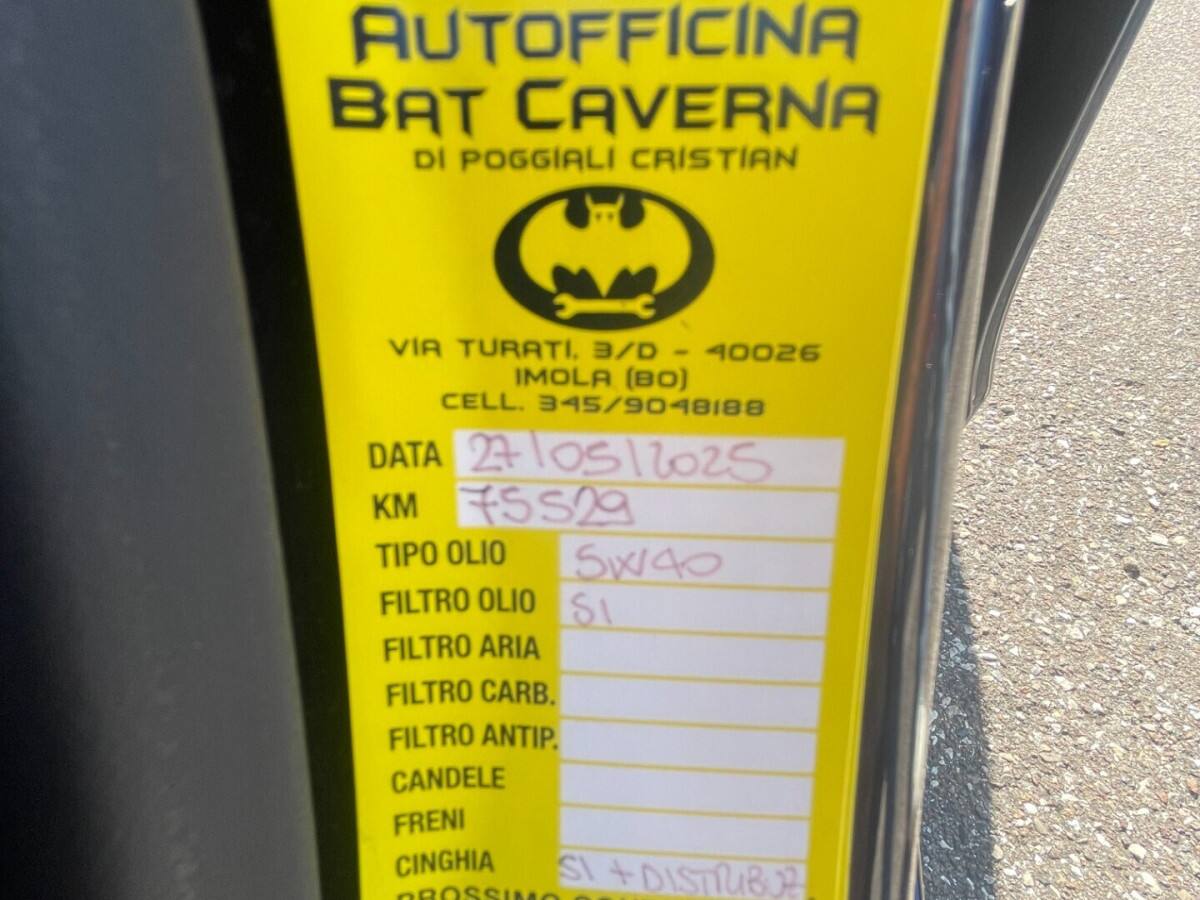 AUTOFFICINA
BAT CAVERNA
DI POGGIALI CRISTIAN
VIA TURATI, 3/D - 40026
IMOLA (BO)
CELL. 345/9048188
DATA 27/05/2025
KM 75529
TIPO OLIO 5W40
FILTRO OLIO SI
FILTRO ARIA
FILTRO CARB.
FILTRO ANTIP.
CANDELE
FRENI
CINGHIA SI + DISTRIBUZ
PROSSIMO